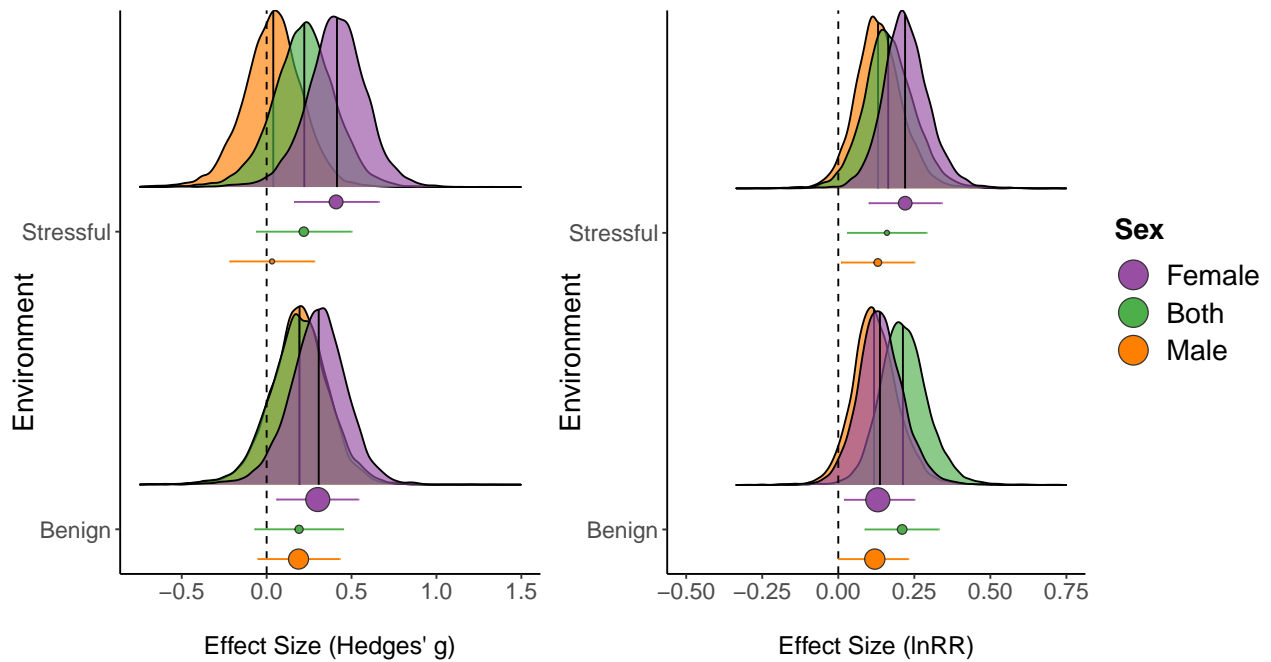 Stressful
Benign
Environment
−0.5 0.0 0.5 1.0 1.5
Effect Size (Hedges' g)
Stressful
Benign
Environment
−0.50 −0.25 0.00 0.25 0.50 0.75
Effect Size (lnRR)
Sex
Female
Both
Male